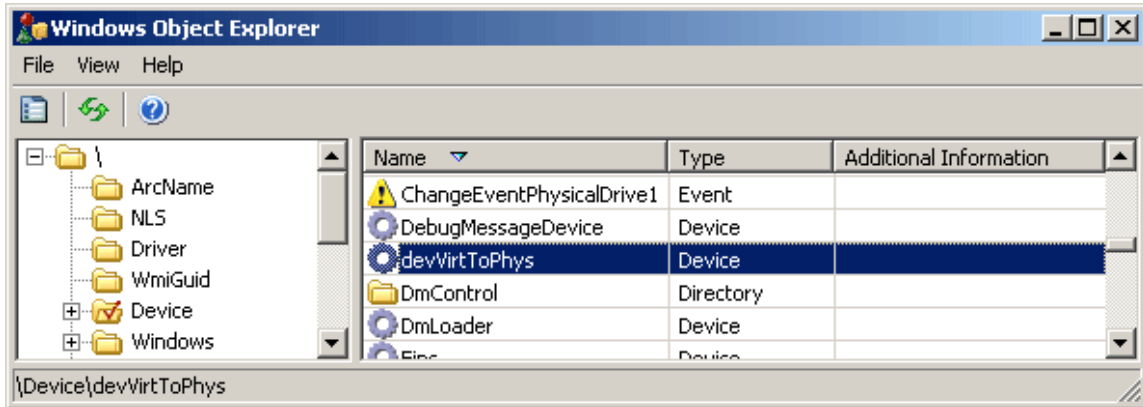 Windows Object Explorer
File View Help
\
ArcName
NLS
Driver
WmiGuid
Device
Windows
Name Type Additional Information
ChangeEventPhysicalDrive1 Event
DebugMessageDevice Device
devVirtToPhys Device
DmControl Directory
DmLoader Device
Device
\Device\devVirtToPhys